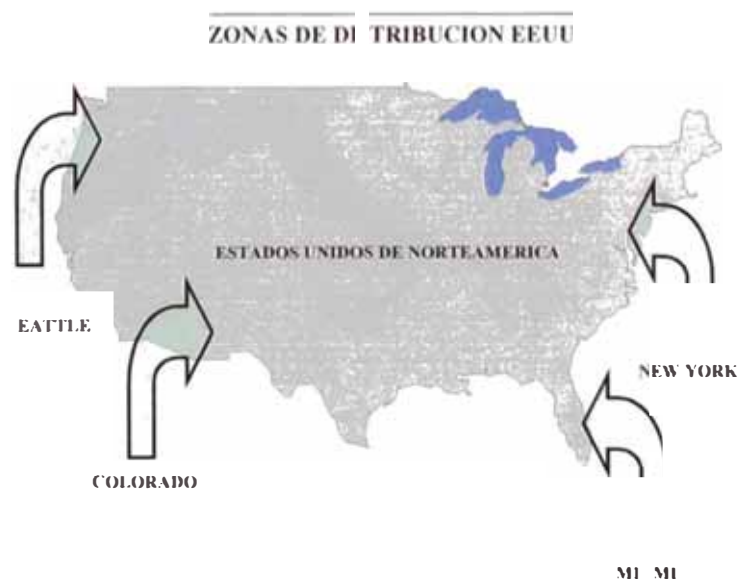 ZONAS DE DI TRIBUCION EEUU
ESTADOS UNIDOS DE NORTEAMERICA
EATTLE
NEW YORK
COLORADO
MI MI